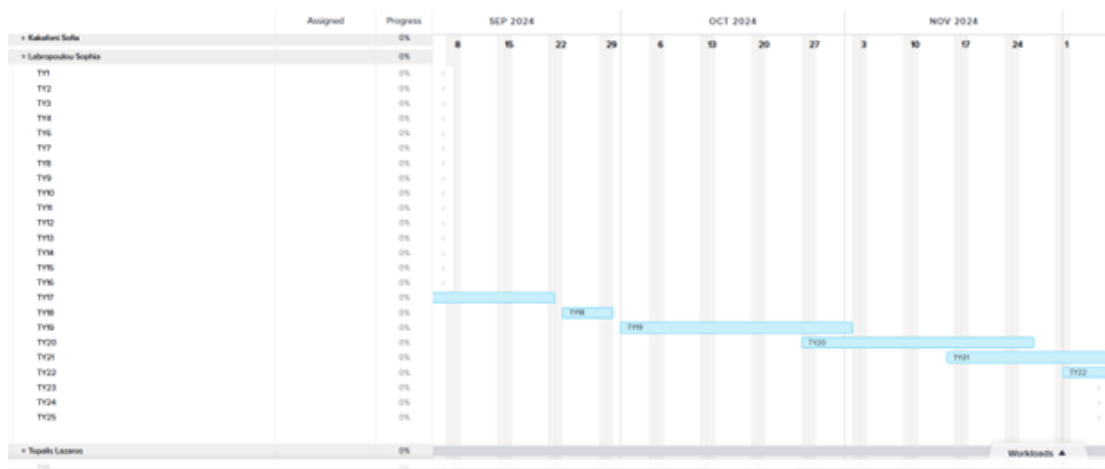 Assigned Progress SEP 2024 OCT 2024 NOV 2024
Kakafoni Sofia 0%
8 15 22 29 6 13 20 27 3 10 17 24 1
Labropoulou Sophia 0%
TY1 0%
TY2 0%
TY3 0%
TY4 0%
TY6 0%
TY7 0%
TY8 0%
TY9 0%
TY10 0%
TY11 0%
TY12 0%
TY13 0%
TY14 0%
TY15 0%
TY16 0%
TY17 0%
TY18 0% TY18
TY19 0% TY19
TY20 0% TY20
TY21 0% TY21
TY22 0% TY22
TY23 0%
TY24 0%
TY25 0%
Topalis Lazaros 0%
Workloads